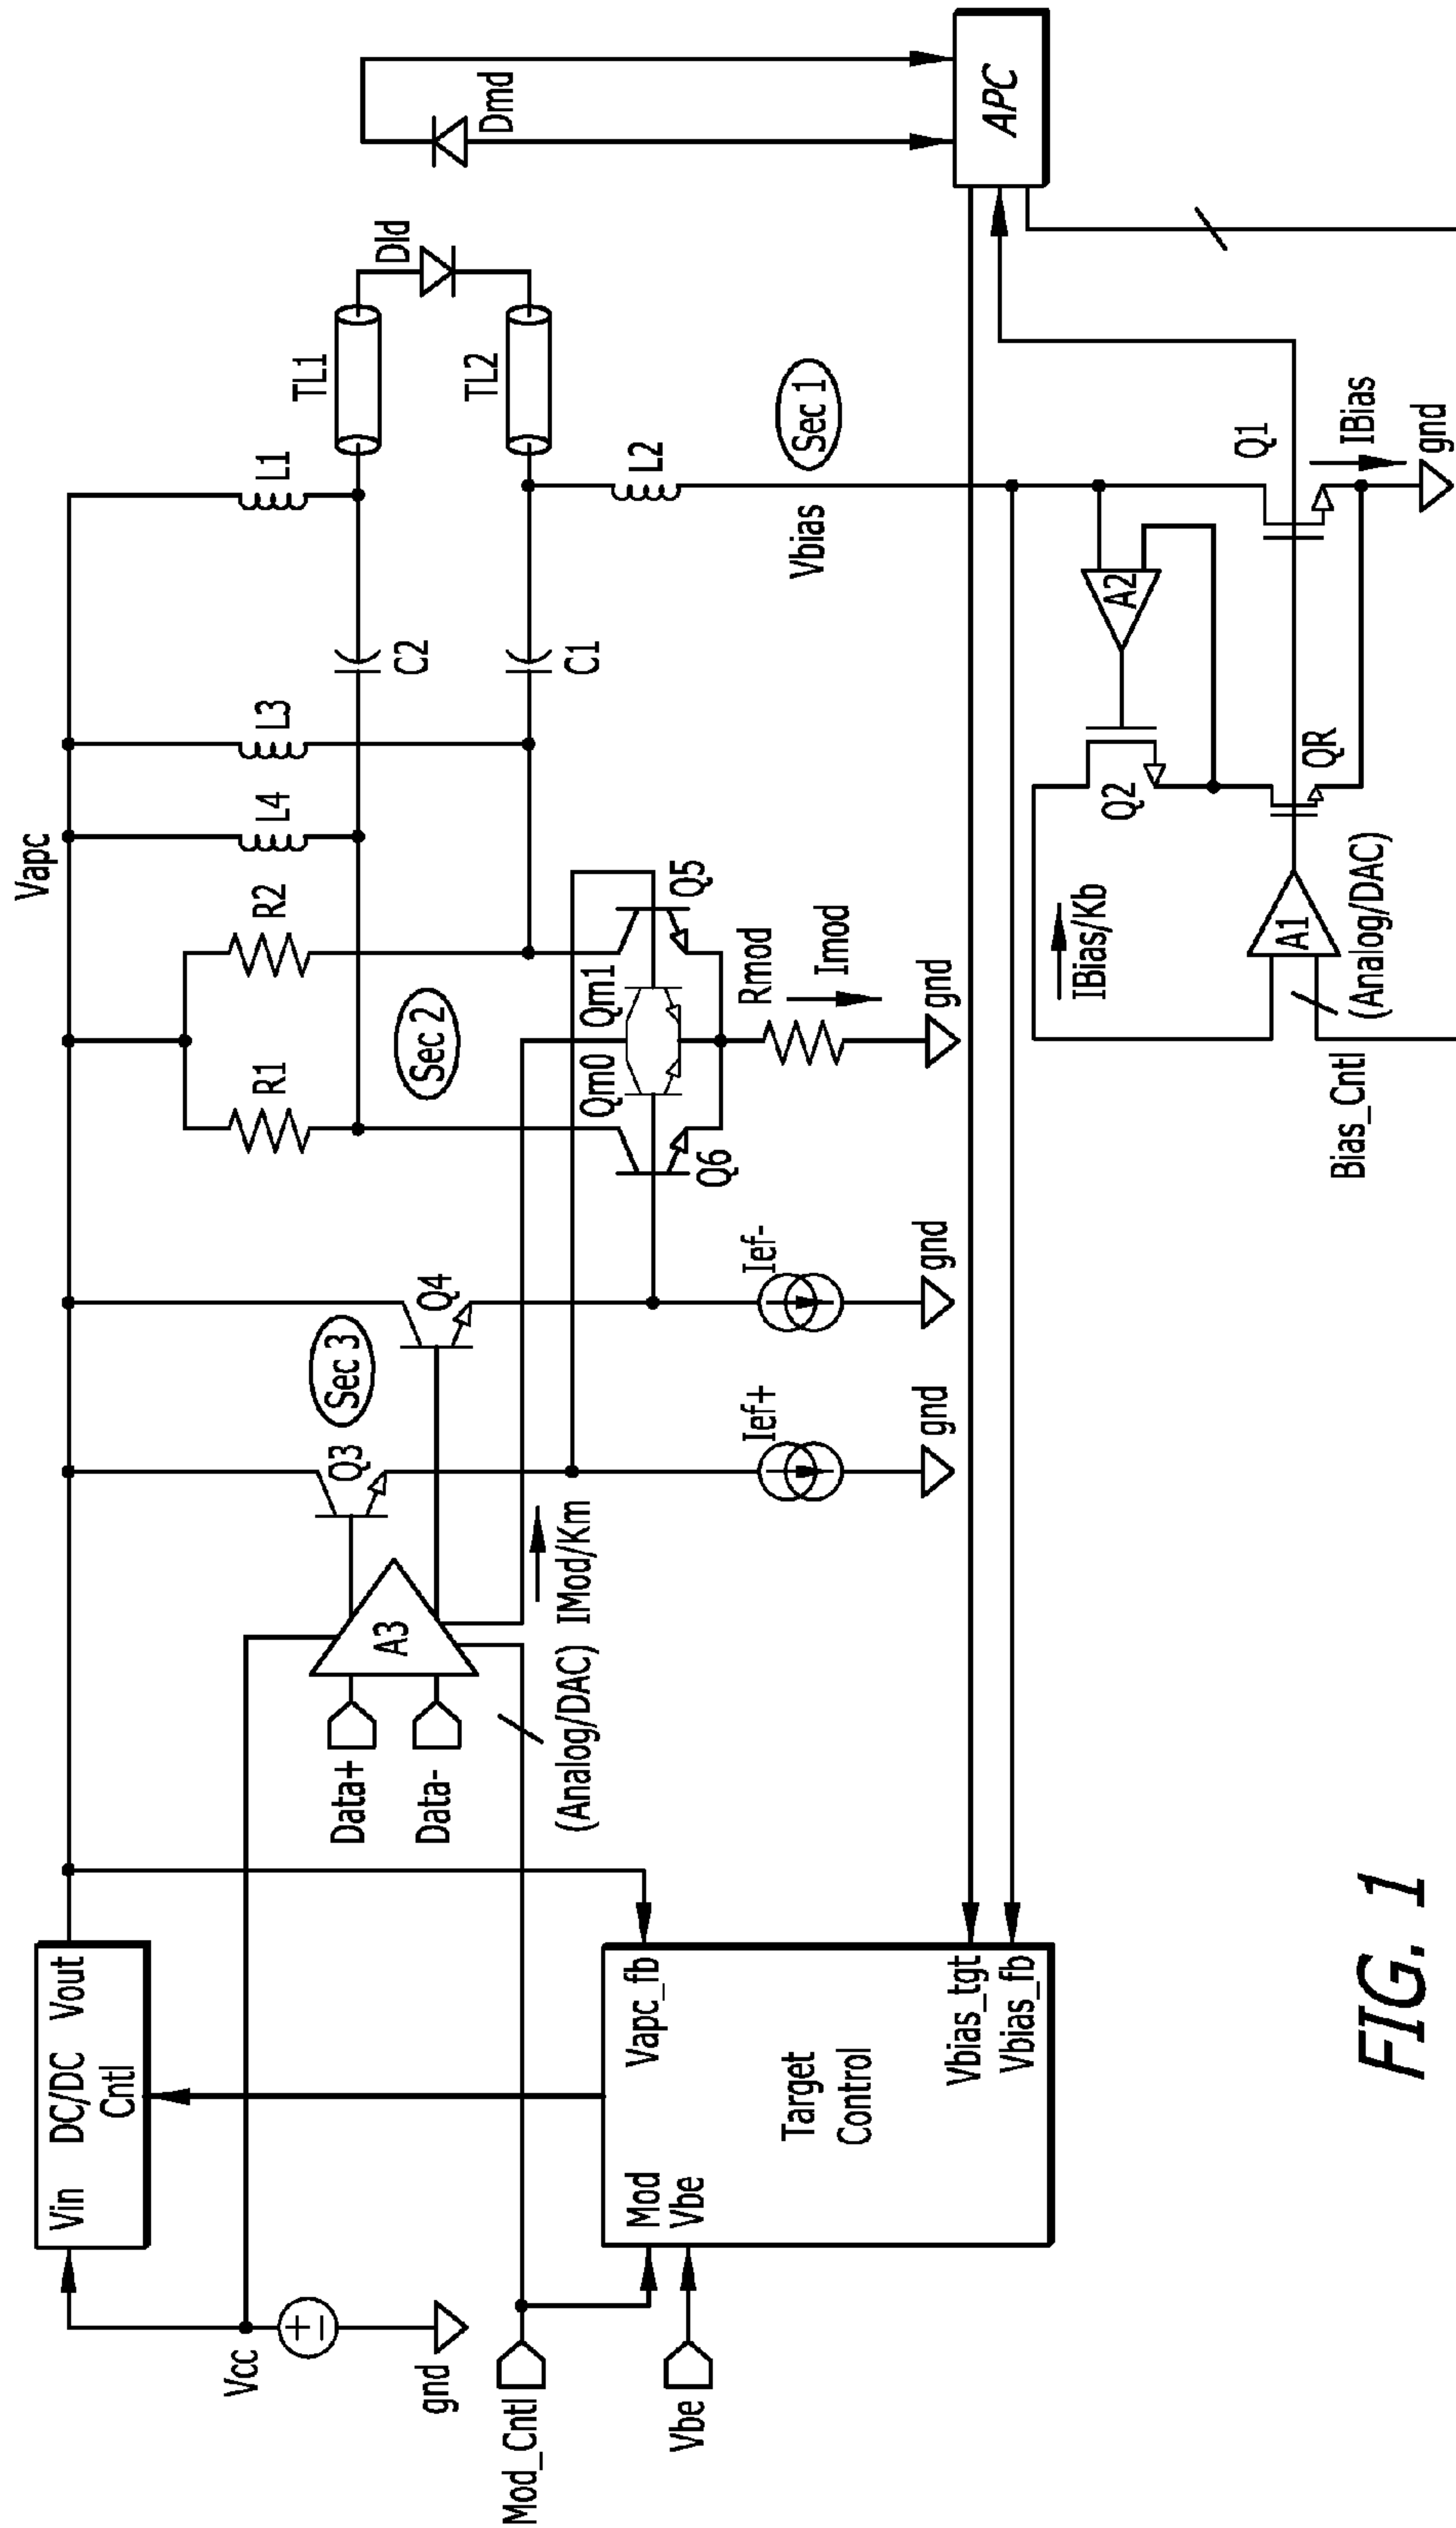 Vcc
gnd
Vin
DC/DC
Vout
Cntl
Vapc
Mod_Cntl
Vbe
Mod
Vbe
Target
Control
Vapc_fb
Vbias_tgt
Vbias_fb
Data+
Data-
A3
(Analog/DAC)
IMod/Km
Q3
Sec 3
Q4
Ief+
gnd
Ief-
gnd
R1
R2
Sec 2
Q6
Qm0
Qm1
Q5
Rmod
Imod
gnd
L4
L3
L1
C2
C1
TL1
TL2
Dld
Dmd
L2
Sec 1
Vbias
APC
Bias_Cntl
(Analog/DAC)
A1
IBias/Kb
Q2
QR
A2
Q1
IBias
gnd
FIG. 1